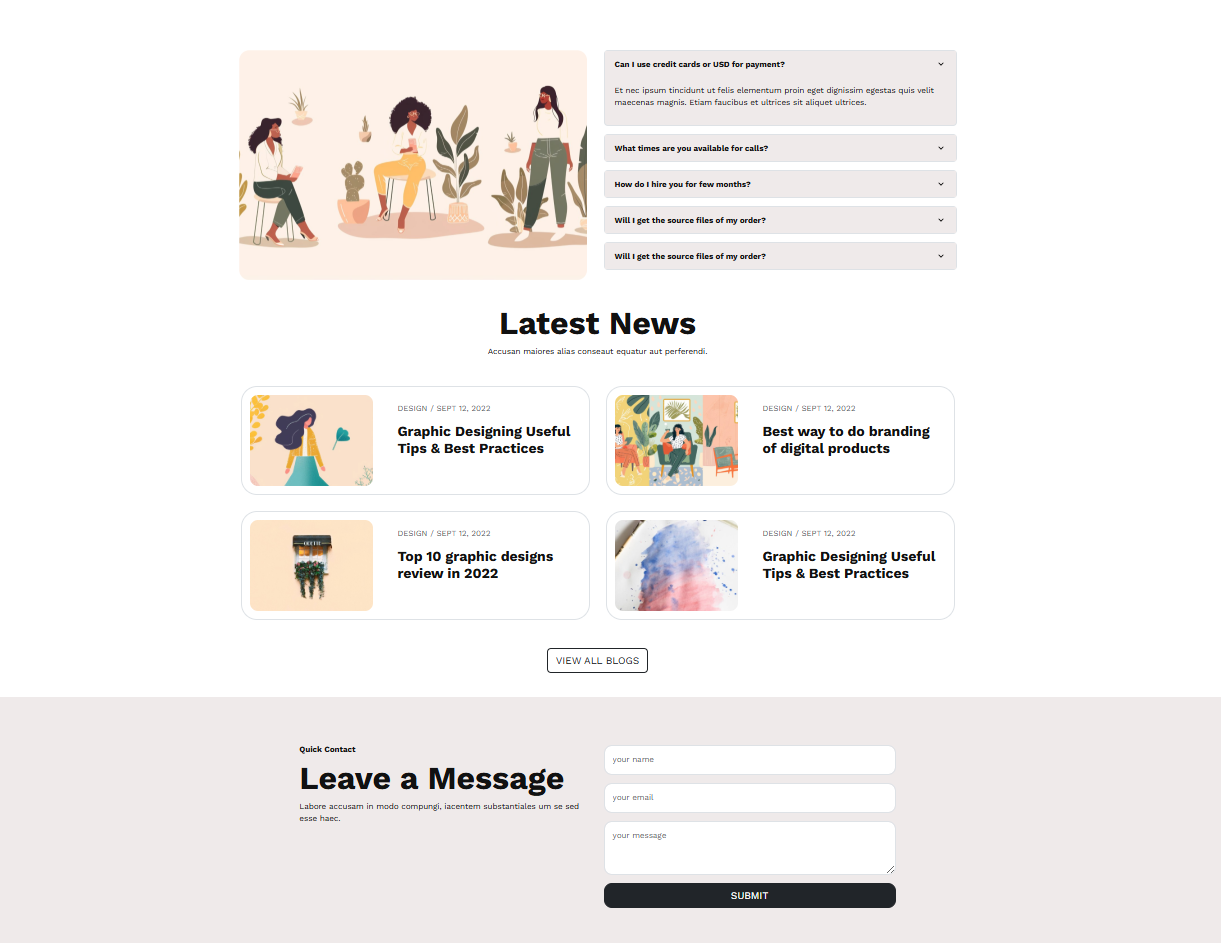 Can I use credit cards or USD for payment?
Et nec ipsum tincidunt ut felis elementum proin eget dignissim egestas quis velit
maecenas magnis. Etiam faucibus et ultrices sit aliquet ultrices.
What times are you available for calls?
How do I hire you for few months?
Will I get the source files of my order?
Will I get the source files of my order?
Latest News
Accusan maiores alias conseaut equatur aut perferendi.
DESIGN / SEPT 12, 2022
Graphic Designing Useful
Tips & Best Practices
DESIGN / SEPT 12, 2022
Best way to do branding
of digital products
DESIGN / SEPT 12, 2022
Top 10 graphic designs
review in 2022
DESIGN / SEPT 12, 2022
Graphic Designing Useful
Tips & Best Practices
VIEW ALL BLOGS
Quick Contact
Leave a Message
Labore accusam in modo compungi, iacentem substantiales um se sed
esse haec.
your name
your email
your message
SUBMIT